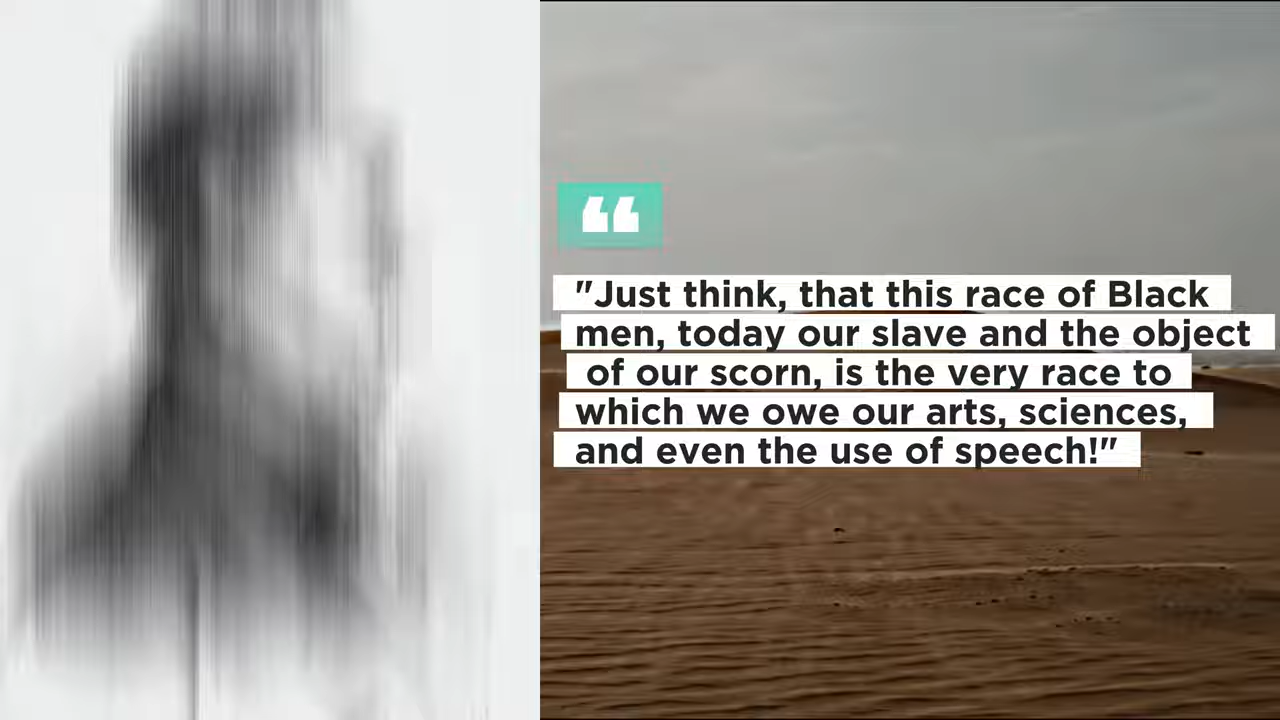 "Just think, that this race of Black
men, today our slave and the object
of our scorn, is the very race to
which we owe our arts, sciences,
and even the use of speech!"